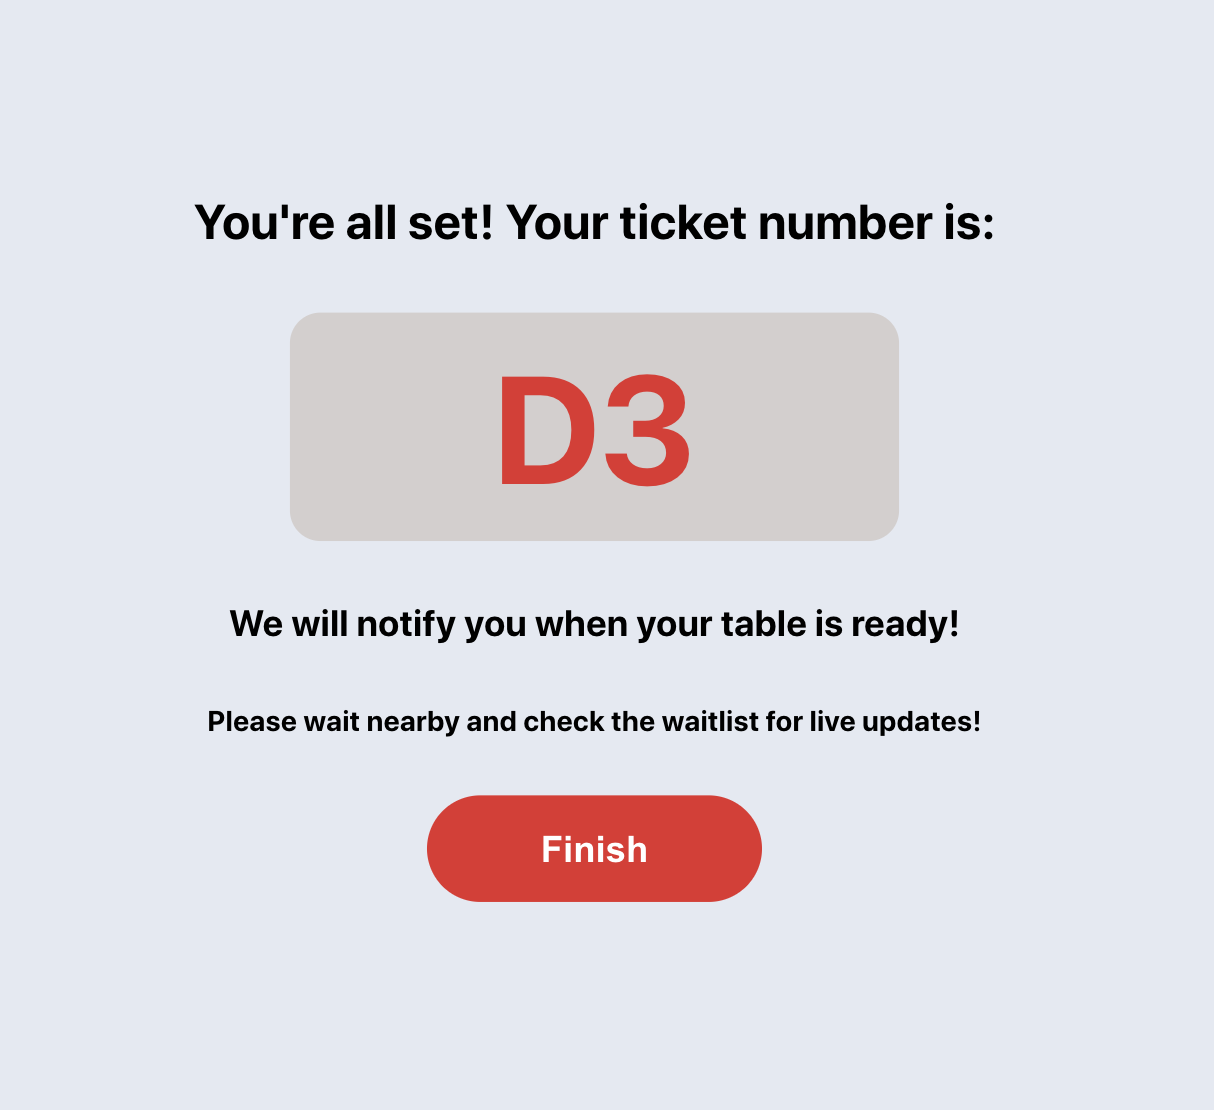 You're all set! Your ticket number is:
D3
We will notify you when your table is ready!
Please wait nearby and check the waitlist for live updates!
Finish